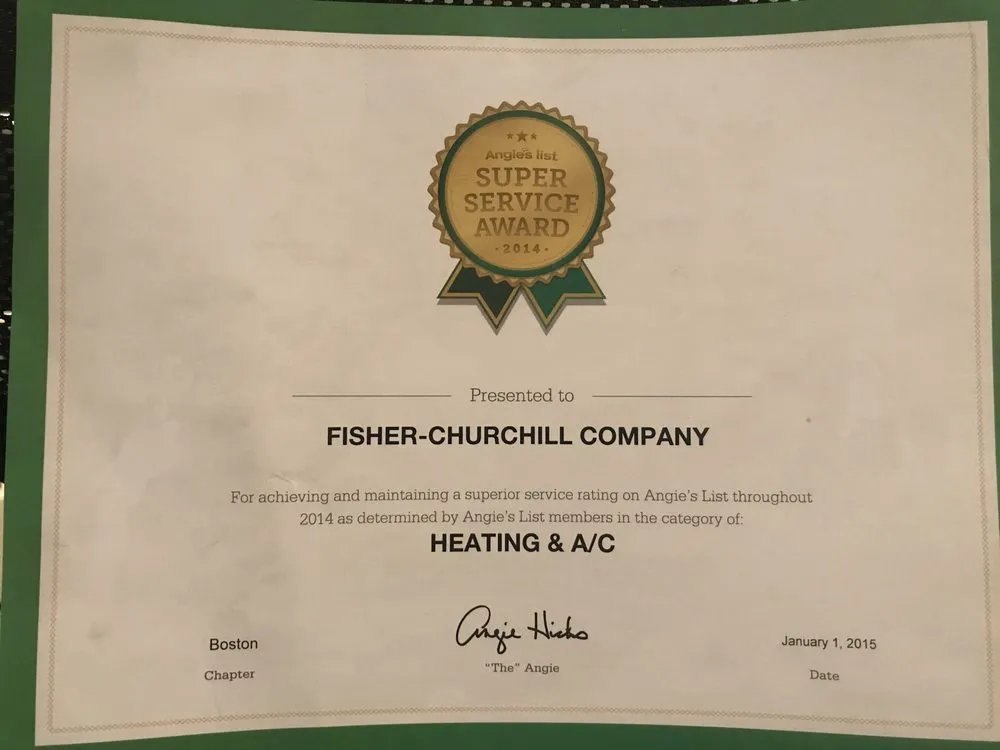 Angie's list
SUPER
SERVICE
AWARD
· 2014 ·
Presented to
FISHER-CHURCHILL COMPANY
For achieving and maintaining a superior service rating on Angie's List throughout
2014 as determined by Angie's List members in the category of:
HEATING & A/C
Angie Hicks
Boston
"The" Angie
January 1, 2015
Chapter
Date